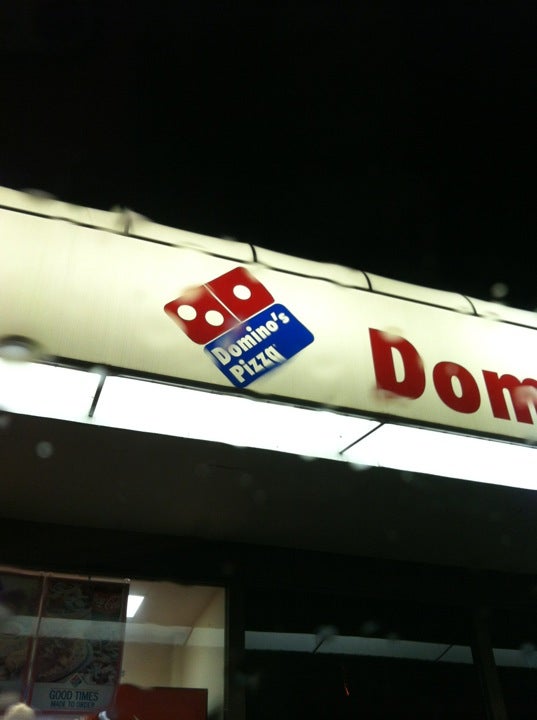 Domino's
Pizza
Dom
GOOD TIMES
MADE TO ORDER